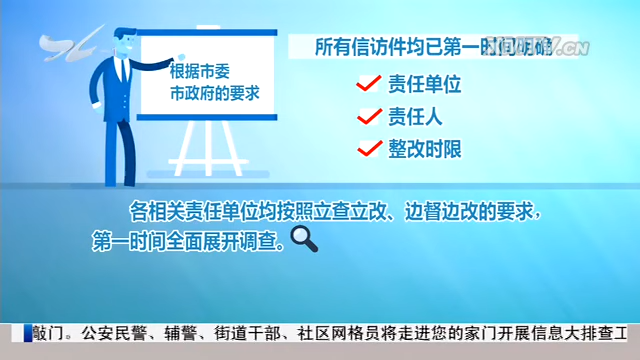 根据市委
市政府的要求
所有信访件均已第一时间明确
责任单位
责任人
整改时限
各相关责任单位均按照立查立改、边督边改的要求，
第一时间全面展开调查。
敲门。公安民警、辅警、街道干部、社区网格员将走进您的家门开展信息大排查工